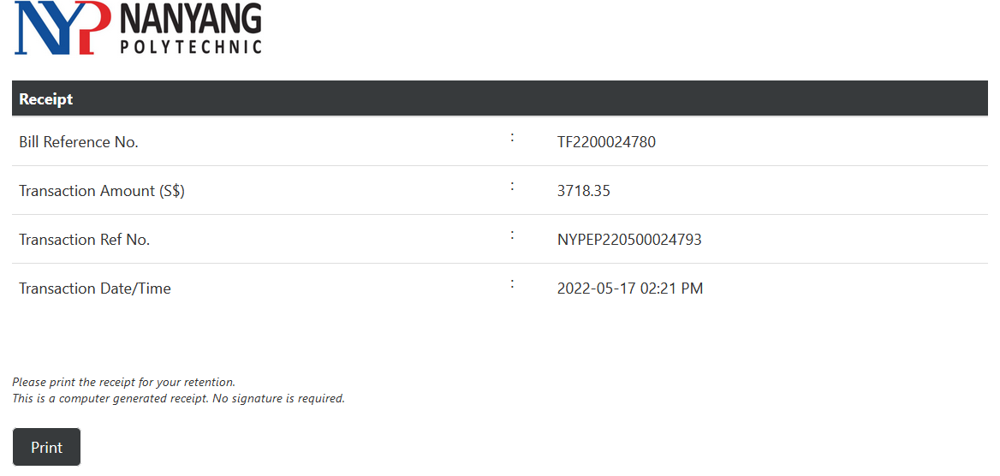 NYP NANYANG
POLYTECHNIC
Receipt
Bill Reference No. : TF2200024780
Transaction Amount (S$) : 3718.35
Transaction Ref No. : NYPEP220500024793
Transaction Date/Time : 2022-05-17 02:21 PM
Please print the receipt for your retention.
This is a computer generated receipt. No signature is required.
Print